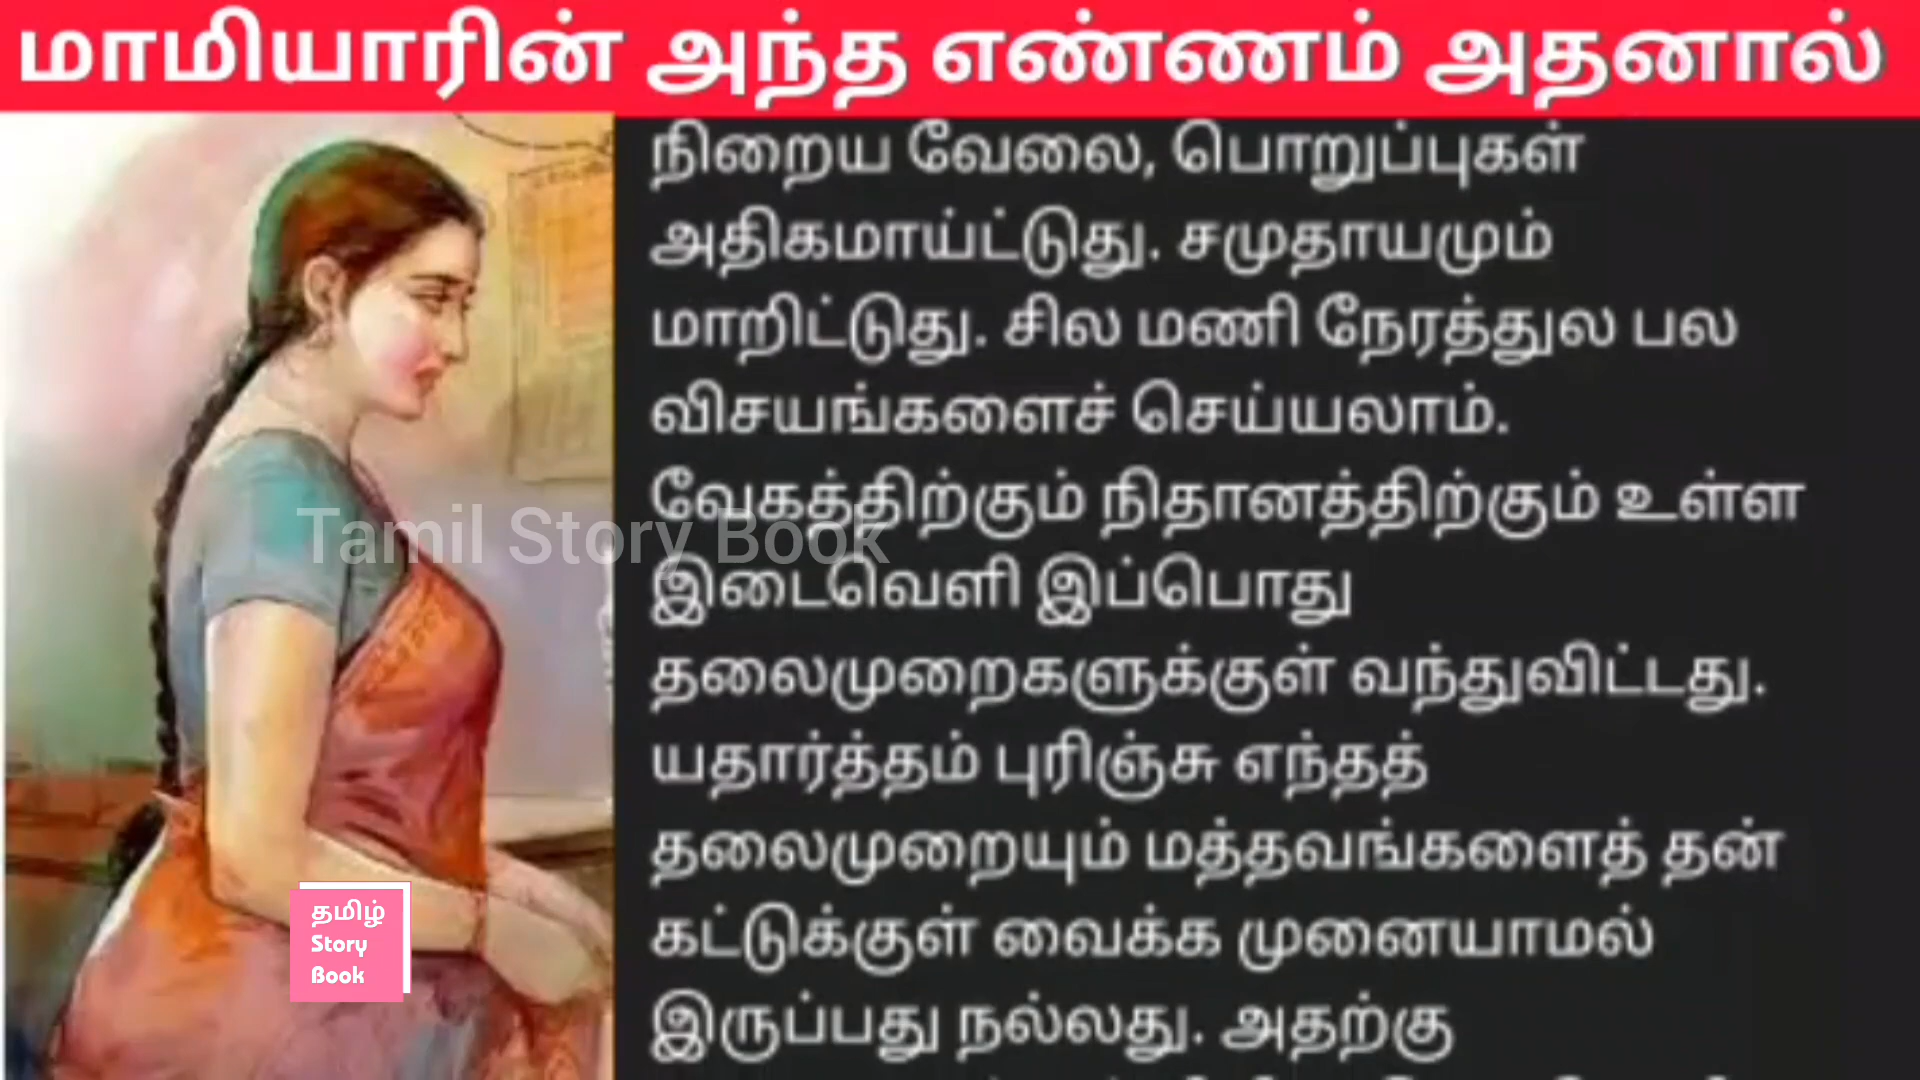 மாமியாரின் அந்த எண்ணம் அதனால்
நிறைய வேலை, பொறுப்புகள்
அதிகமாய்ட்டுது. சமுதாயமும்
மாறிட்டுது. சில மணி நேரத்துல பல
விசயங்களைச் செய்யலாம்.
வேகத்திற்கும் நிதானத்திற்கும் உள்ள
இடைவெளி இப்பொது
தலைமுறைகளுக்குள் வந்துவிட்டது.
யதார்த்தம் புரிஞ்சு எந்தத்
தலைமுறையும் மத்தவங்களைத் தன்
கட்டுக்குள் வைக்க முனையாமல்
இருப்பது நல்லது. அதற்கு
Tamil Story Book
தமிழ்
Story
Book